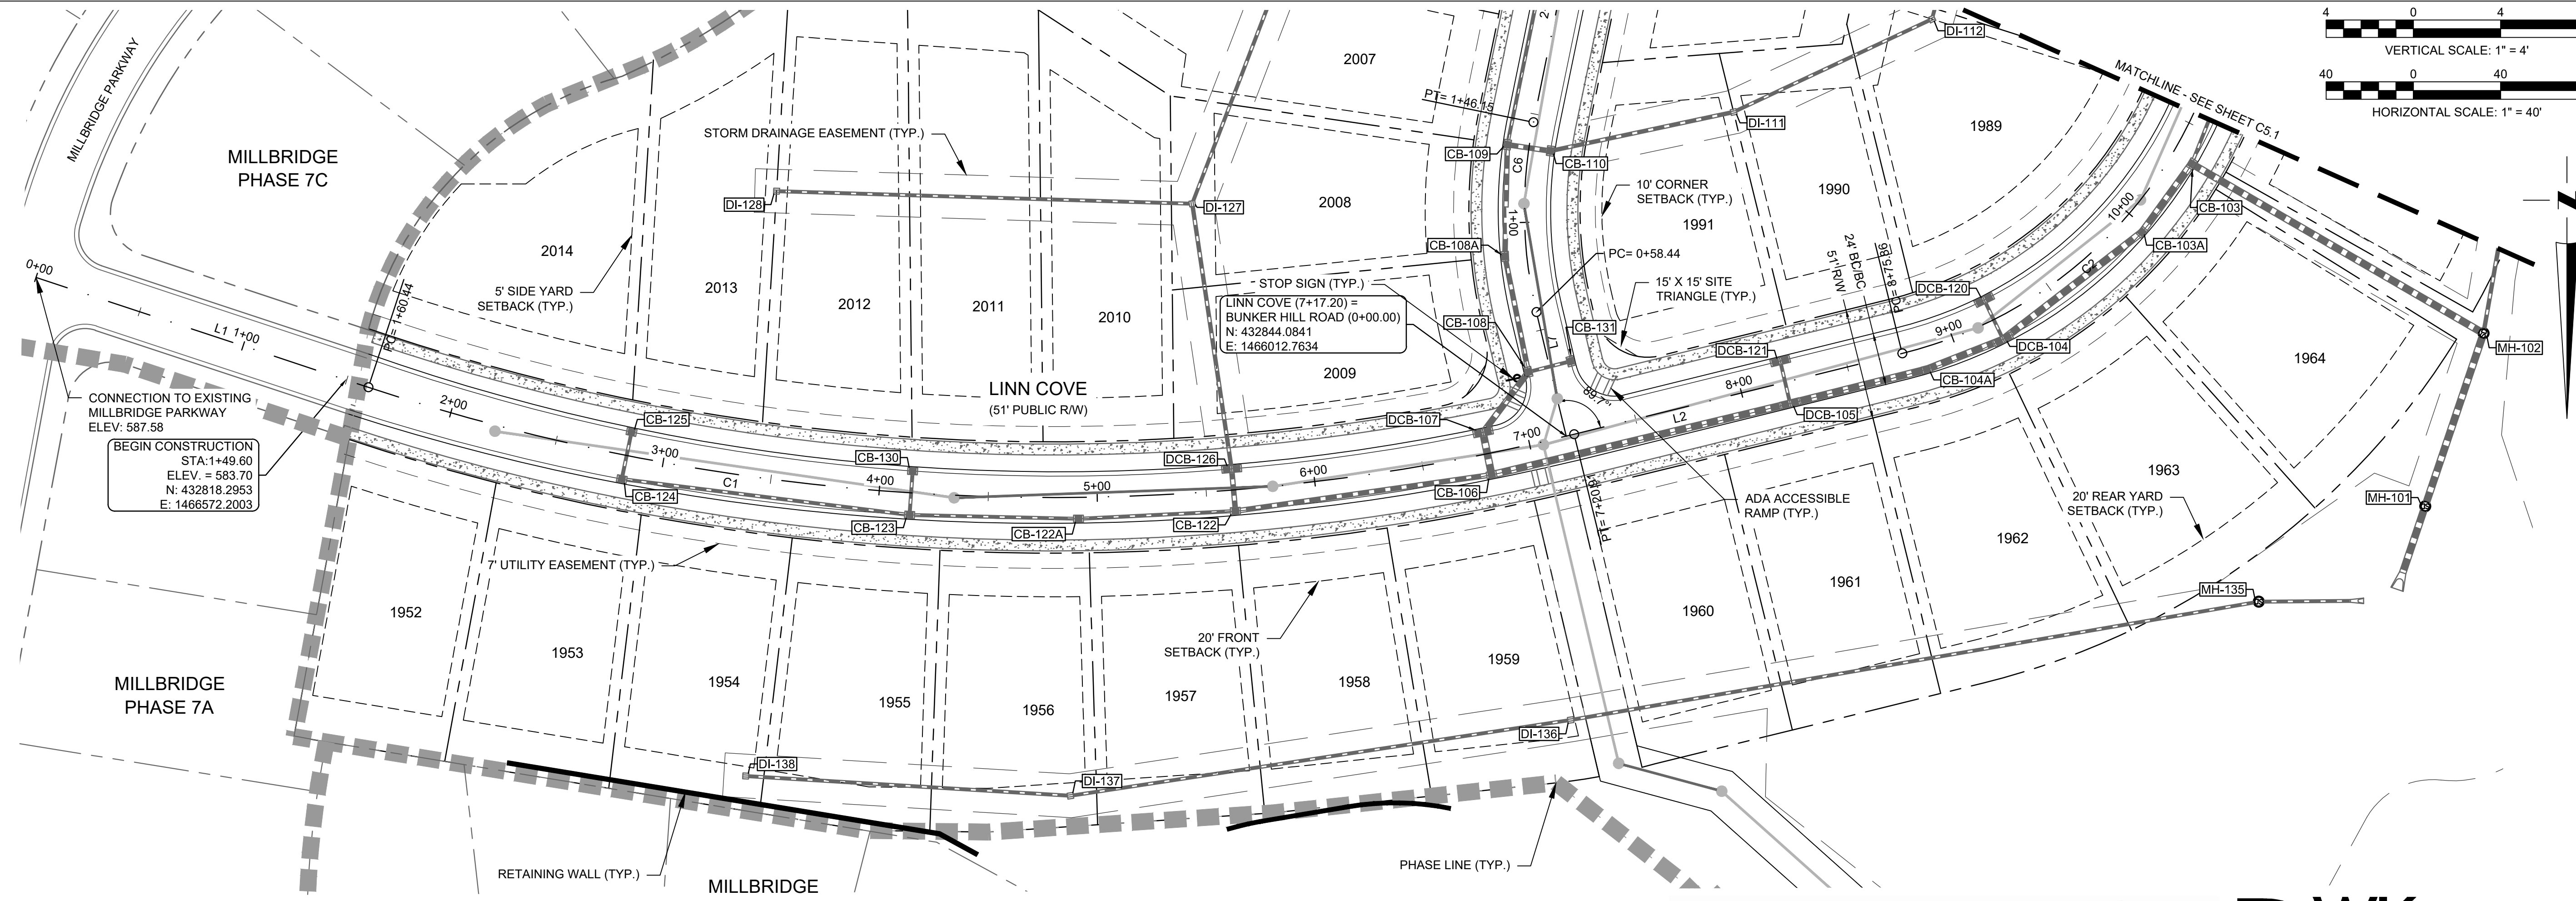 4 0 4
VERTICAL SCALE: 1" = 4'
40 0 40
HORIZONTAL SCALE: 1" = 40'
MATCHLINE - SEE SHEET C5.1
MILLBRIDGE PARKWAY
MILLBRIDGE
PHASE 7C
STORM DRAINAGE EASEMENT (TYP.)
2007
PT= 1+46.15
DI-112
DI-111
1989
CB-109
CB-110
C6
1990
10' CORNER
SETBACK (TYP.)
1991
DI-128
DI-127
2008
1+00
CB-108A
CB-103
10+00
CB-103A
C2
2014
5' SIDE YARD
SETBACK (TYP.)
2013
2012
2011
2010
STOP SIGN (TYP.)
PC= 0+58.44
LINN COVE (7+17.20) =
BUNKER HILL ROAD (0+00.00)
N: 432844.0841
E: 1466012.7634
15' X 15' SITE
TRIANGLE (TYP.)
24' BC/BC
51' R/W
PC= 8+75.86
DCB-120
0+00
L1 1+00
PC= 1+60.44
CB-108
CB-131
L7
DCB-121
9+00
DCB-104
MH-102
1964
LINN COVE
(51' PUBLIC R/W)
2009
89.7°
8+00
CB-104A
CONNECTION TO EXISTING
MILLBRIDGE PARKWAY
ELEV: 587.58
2+00
CB-125
DCB-107
7+00
L2
DCB-105
BEGIN CONSTRUCTION
STA:1+49.60
ELEV. = 583.70
N: 432818.2953
E: 1466572.2003
3+00
CB-130
DCB-126
6+00
CB-124
C1
4+00
5+00
CB-106
CB-123
CB-122A
CB-122
PT= 7+20.91
ADA ACCESSIBLE
RAMP (TYP.)
1963
20' REAR YARD
SETBACK (TYP.)
MH-101
7' UTILITY EASEMENT (TYP.)
1962
1961
1960
MH-135
1952
1953
1954
1955
1956
1957
1958
1959
20' FRONT
SETBACK (TYP.)
MILLBRIDGE
PHASE 7A
DI-136
DI-138
DI-137
RETAINING WALL (TYP.)
PHASE LINE (TYP.)
MILLBRIDGE